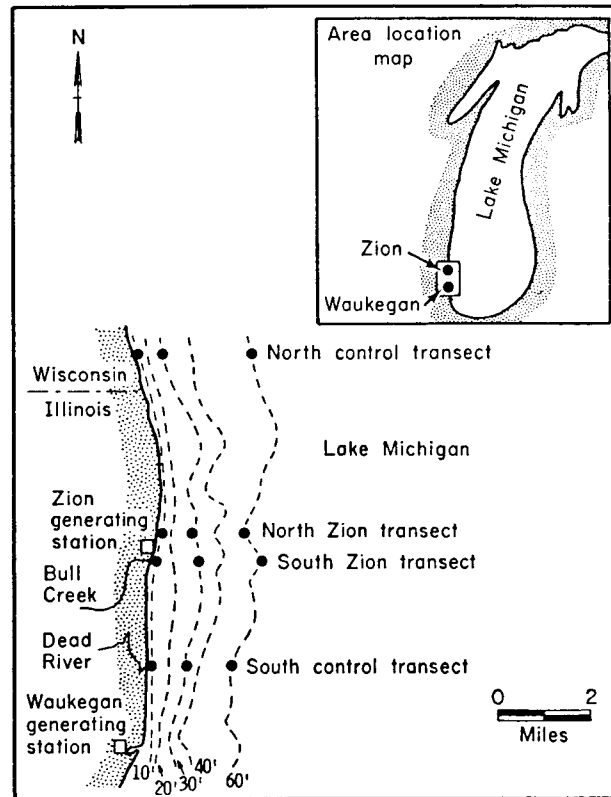 N
Area location
map
Lake Michigan
Zion
Waukegan
North control transect
Wisconsin
Illinois
Lake Michigan
Zion
generating
station
North Zion transect
South Zion transect
Bull
Creek
Dead
River
South control transect
Waukegan
generating
station
0 2
Miles
10'
20'
30'
40'
60'